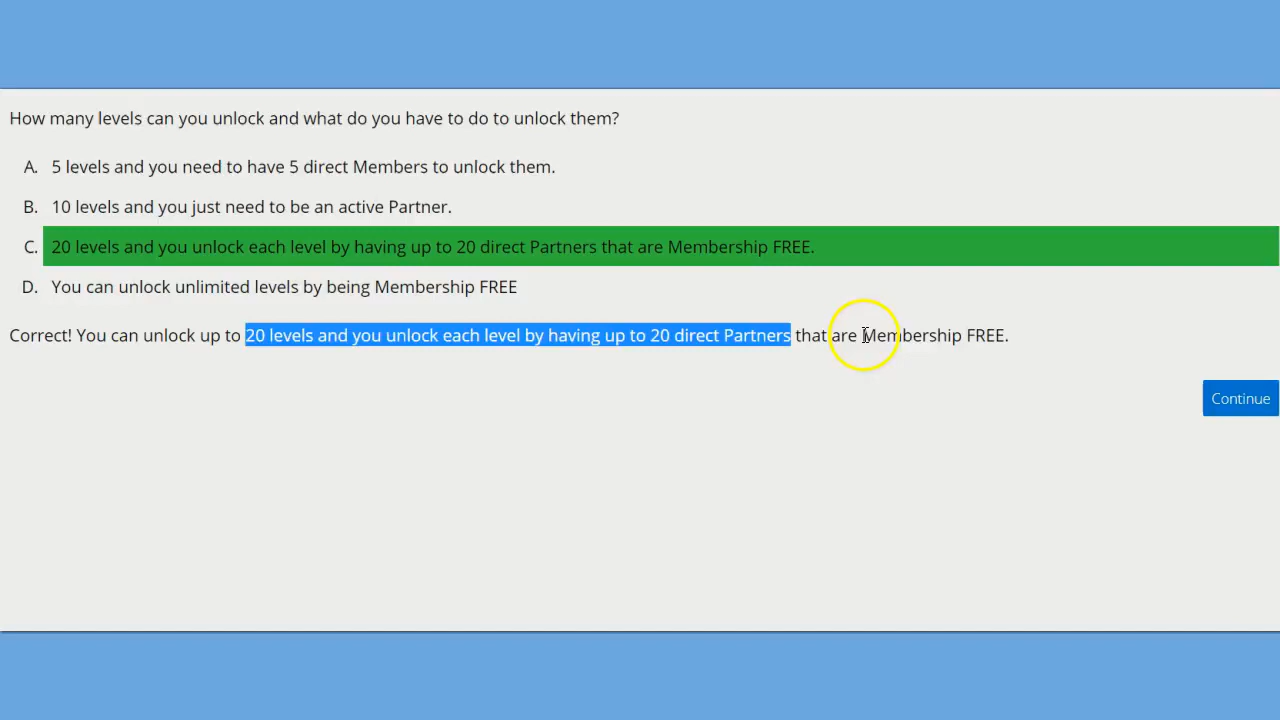 How many levels can you unlock and what do you have to do to unlock them?
A. 5 levels and you need to have 5 direct Members to unlock them.
B. 10 levels and you just need to be an active Partner.
C. 20 levels and you unlock each level by having up to 20 direct Partners that are Membership FREE.
D. You can unlock unlimited levels by being Membership FREE
Correct! You can unlock up to 20 levels and you unlock each level by having up to 20 direct Partners that are Membership FREE.
Continue